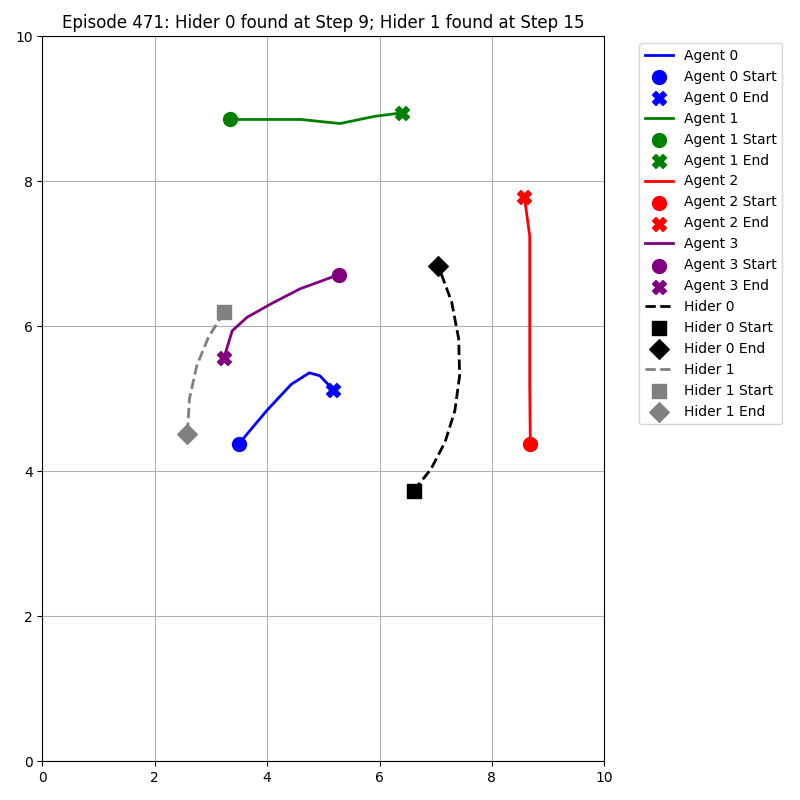 Episode 471: Hider 0 found at Step 9; Hider 1 found at Step 15
10
8
6
4
2
0
0 2 4 6 8 10
Agent 0
Agent 0 Start
Agent 0 End
Agent 1
Agent 1 Start
Agent 1 End
Agent 2
Agent 2 Start
Agent 2 End
Agent 3
Agent 3 Start
Agent 3 End
Hider 0
Hider 0 Start
Hider 0 End
Hider 1
Hider 1 Start
Hider 1 End